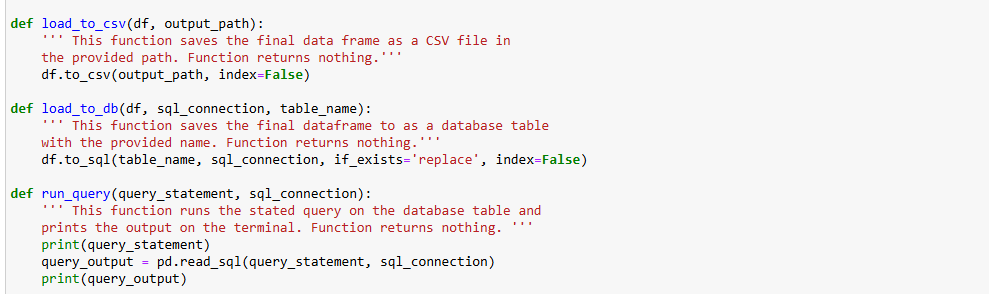 def load_to_csv(df, output_path):
    ''' This function saves the final data frame as a CSV file in
    the provided path. Function returns nothing.'''
    df.to_csv(output_path, index=False)
def load_to_db(df, sql_connection, table_name):
    ''' This function saves the final dataframe to as a database table
    with the provided name. Function returns nothing.'''
    df.to_sql(table_name, sql_connection, if_exists='replace', index=False)
def run_query(query_statement, sql_connection):
    ''' This function runs the stated query on the database table and
    prints the output on the terminal. Function returns nothing. '''
    print(query_statement)
    query_output = pd.read_sql(query_statement, sql_connection)
    print(query_output)